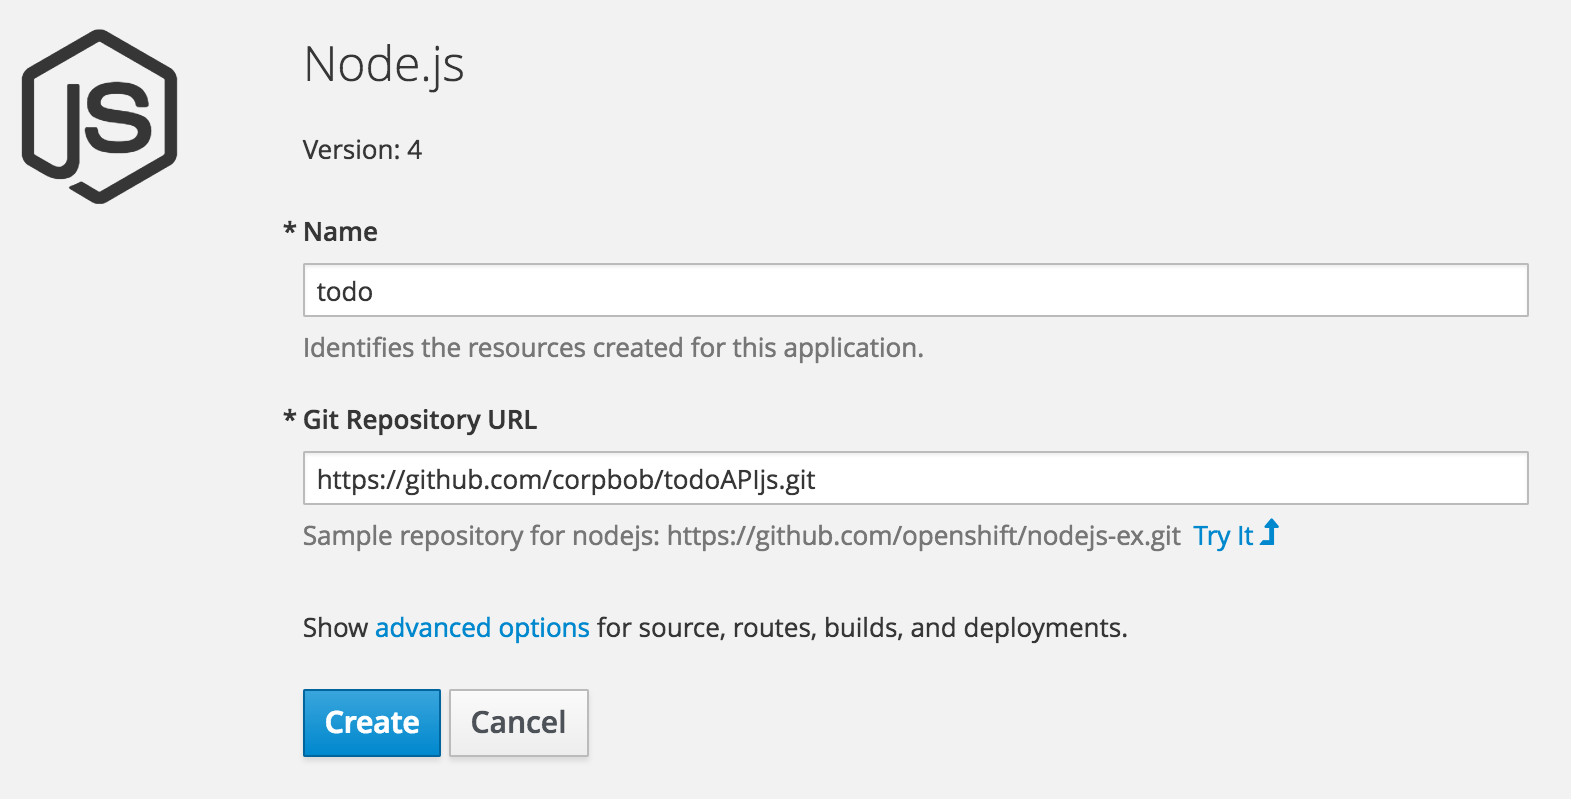 JS
Node.js
Version: 4
* Name
todo
Identifies the resources created for this application.
* Git Repository URL
https://github.com/corpbob/todoAPIjs.git
Sample repository for nodejs: https://github.com/openshift/nodejs-ex.git Try It
Show advanced options for source, routes, builds, and deployments.
Create Cancel